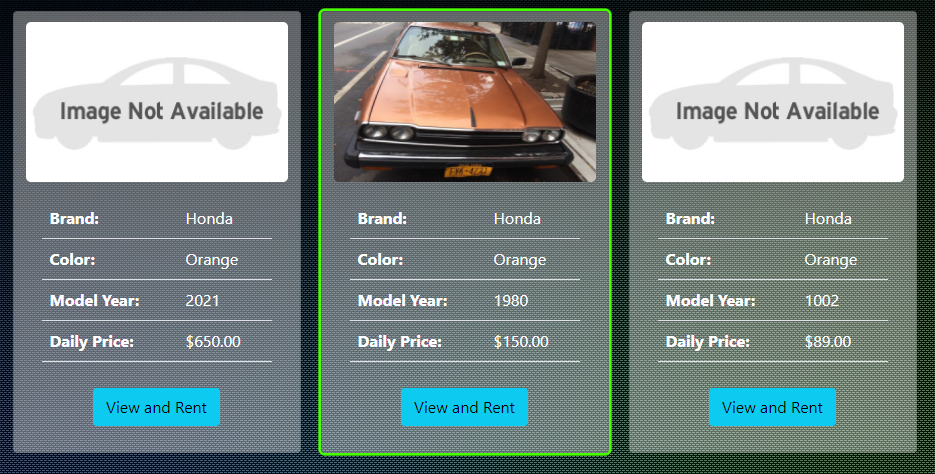 Image Not Available
Brand: Honda
Color: Orange
Model Year: 2021
Daily Price: $650.00
View and Rent
Brand: Honda
Color: Orange
Model Year: 1980
Daily Price: $150.00
View and Rent
Image Not Available
Brand: Honda
Color: Orange
Model Year: 1002
Daily Price: $89.00
View and Rent